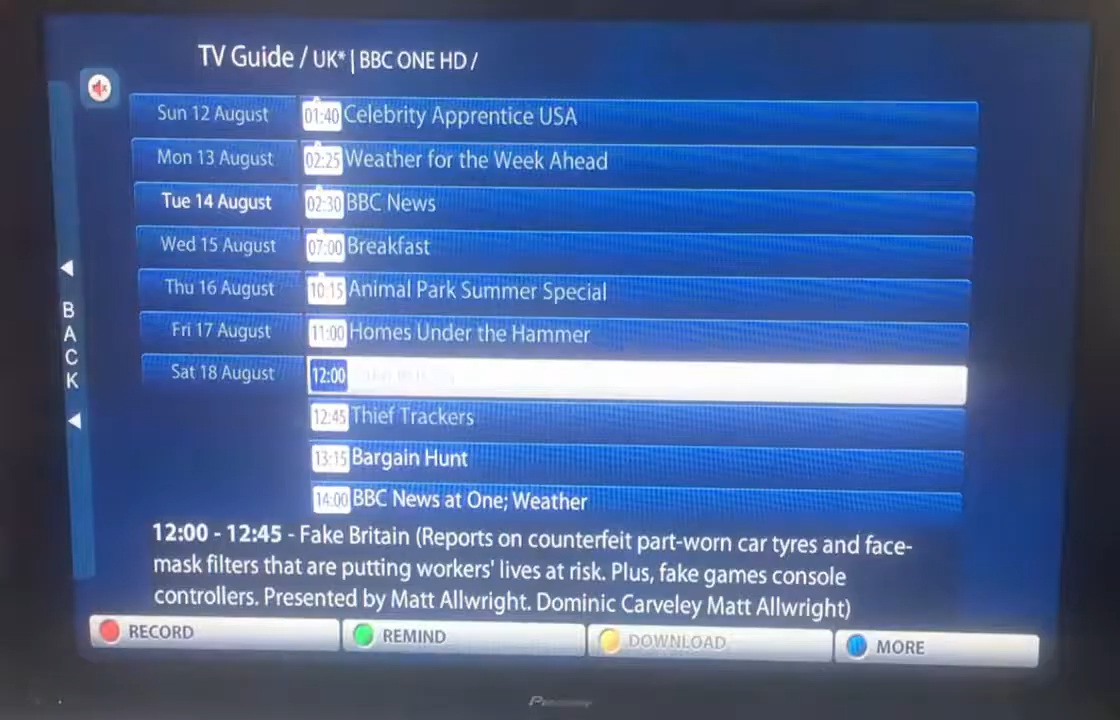 TV Guide / UK* | BBC ONE HD /
Sun 12 August 01:40 Celebrity Apprentice USA
Mon 13 August 02:25 Weather for the Week Ahead
Tue 14 August 02:30 BBC News
Wed 15 August 07:00 Breakfast
Thu 16 August 10:15 Animal Park Summer Special
Fri 17 August 11:00 Homes Under the Hammer
Sat 18 August 12:00
12:45 Thief Trackers
13:15 Bargain Hunt
14:00 BBC News at One; Weather
BACK
12:00 - 12:45 - Fake Britain (Reports on counterfeit part-worn car tyres and face-
mask filters that are putting workers' lives at risk. Plus, fake games console
controllers. Presented by Matt Allwright. Dominic Carveley Matt Allwright)
RECORD REMIND DOWNLOAD MORE